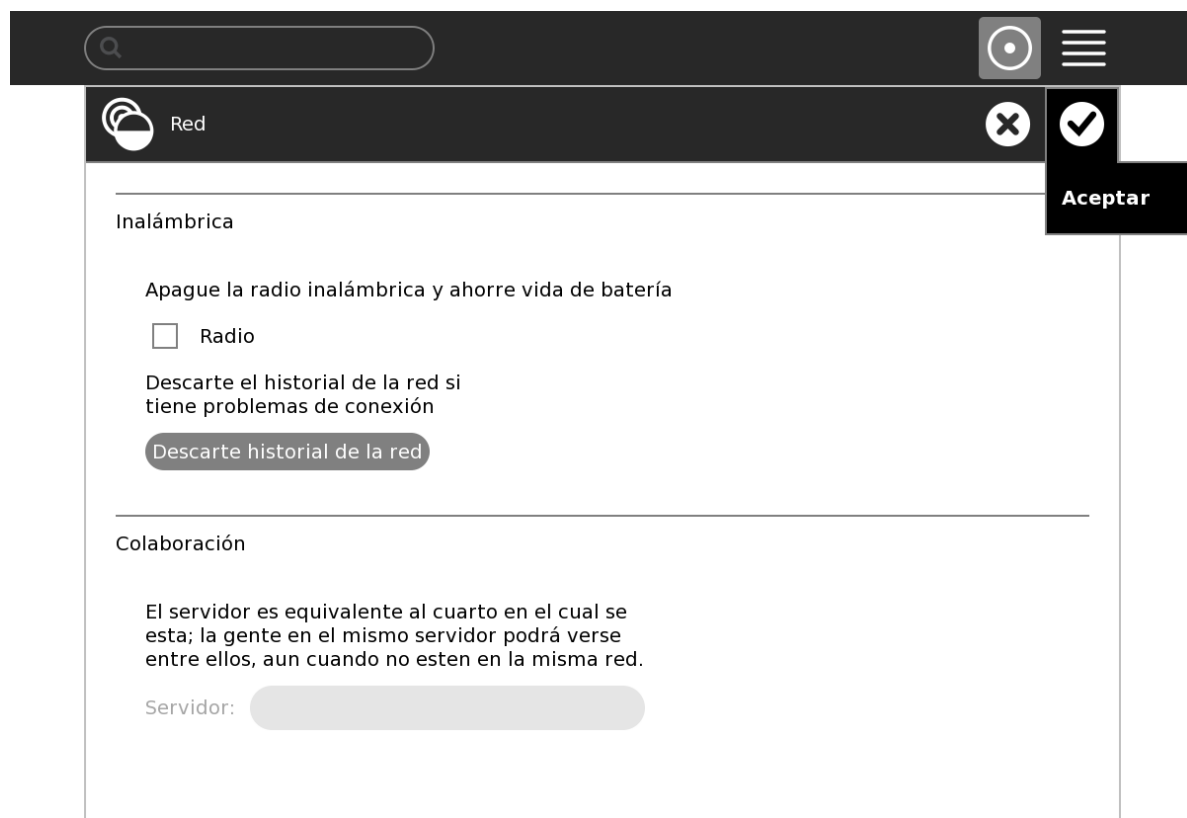 Red
Aceptar
Inalámbrica
Apague la radio inalámbrica y ahorre vida de batería
Radio
Descarte el historial de la red si
tiene problemas de conexión
Descarte historial de la red
Colaboración
El servidor es equivalente al cuarto en el cual se
esta; la gente en el mismo servidor podrá verse
entre ellos, aun cuando no esten en la misma red.
Servidor: